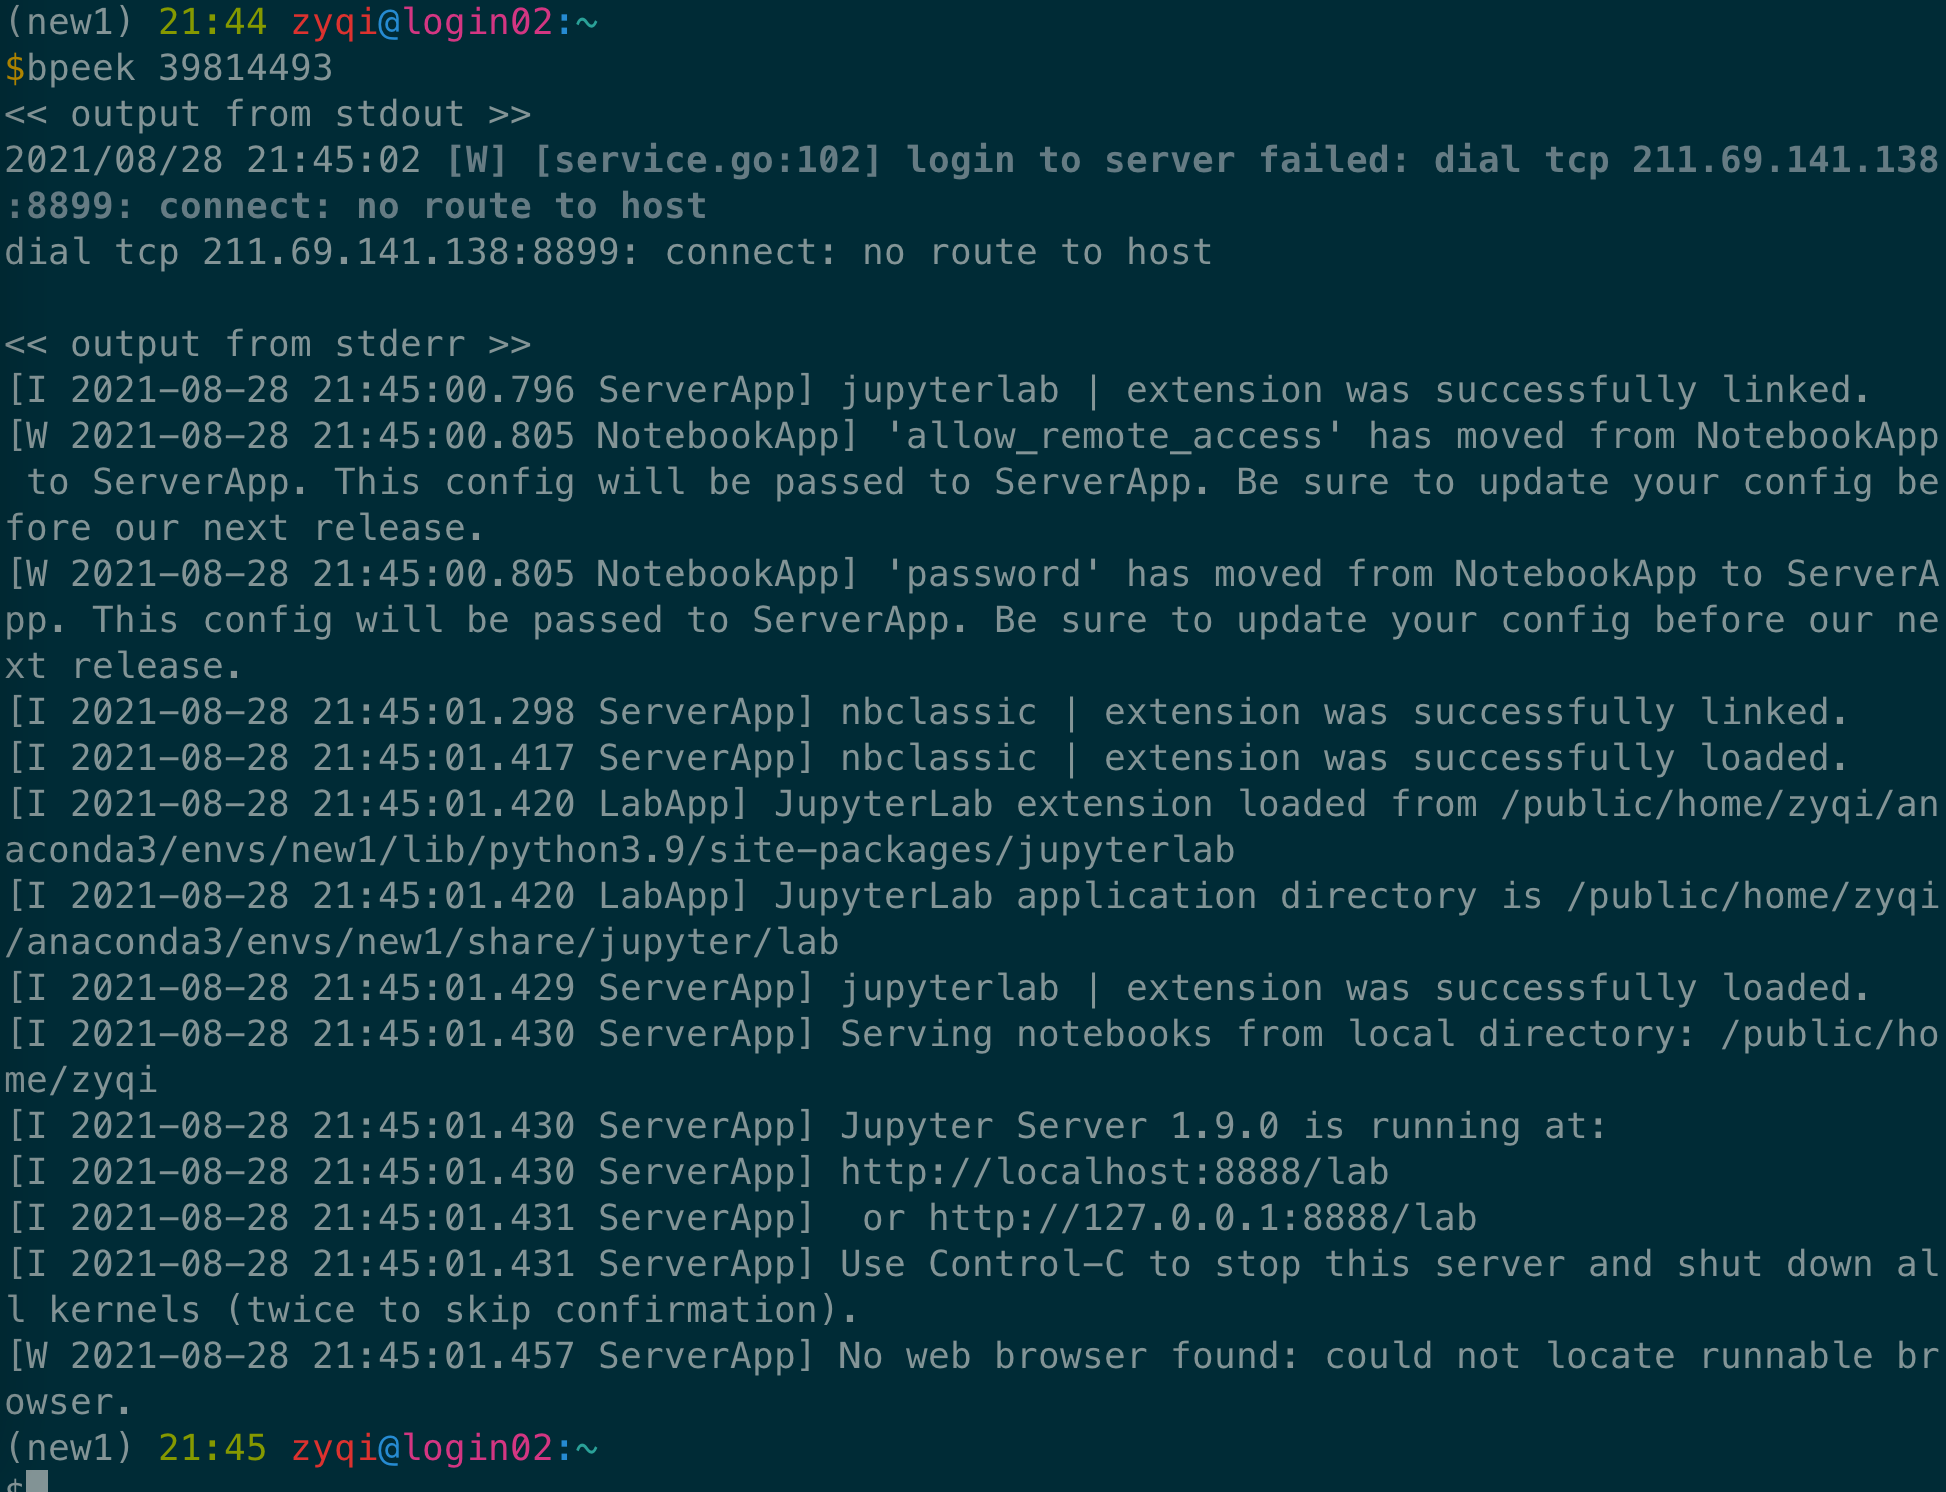 (new1) 21:44 zyqi@login02:~
$bpeek 39814493
<< output from stdout >>
2021/08/28 21:45:02 [W] [service.go:102] login to server failed: dial tcp 211.69.141.138
:8899: connect: no route to host
dial tcp 211.69.141.138:8899: connect: no route to host
<< output from stderr >>
[I 2021-08-28 21:45:00.796 ServerApp] jupyterlab | extension was successfully linked.
[W 2021-08-28 21:45:00.805 NotebookApp] 'allow_remote_access' has moved from NotebookApp
 to ServerApp. This config will be passed to ServerApp. Be sure to update your config be
fore our next release.
[W 2021-08-28 21:45:00.805 NotebookApp] 'password' has moved from NotebookApp to ServerA
pp. This config will be passed to ServerApp. Be sure to update your config before our ne
xt release.
[I 2021-08-28 21:45:01.298 ServerApp] nbclassic | extension was successfully linked.
[I 2021-08-28 21:45:01.417 ServerApp] nbclassic | extension was successfully loaded.
[I 2021-08-28 21:45:01.420 LabApp] JupyterLab extension loaded from /public/home/zyqi/an
aconda3/envs/new1/lib/python3.9/site-packages/jupyterlab
[I 2021-08-28 21:45:01.420 LabApp] JupyterLab application directory is /public/home/zyqi
/anaconda3/envs/new1/share/jupyter/lab
[I 2021-08-28 21:45:01.429 ServerApp] jupyterlab | extension was successfully loaded.
[I 2021-08-28 21:45:01.430 ServerApp] Serving notebooks from local directory: /public/ho
me/zyqi
[I 2021-08-28 21:45:01.430 ServerApp] Jupyter Server 1.9.0 is running at:
[I 2021-08-28 21:45:01.430 ServerApp] http://localhost:8888/lab
[I 2021-08-28 21:45:01.431 ServerApp]  or http://127.0.0.1:8888/lab
[I 2021-08-28 21:45:01.431 ServerApp] Use Control-C to stop this server and shut down al
l kernels (twice to skip confirmation).
[W 2021-08-28 21:45:01.457 ServerApp] No web browser found: could not locate runnable br
owser.
(new1) 21:45 zyqi@login02:~
$